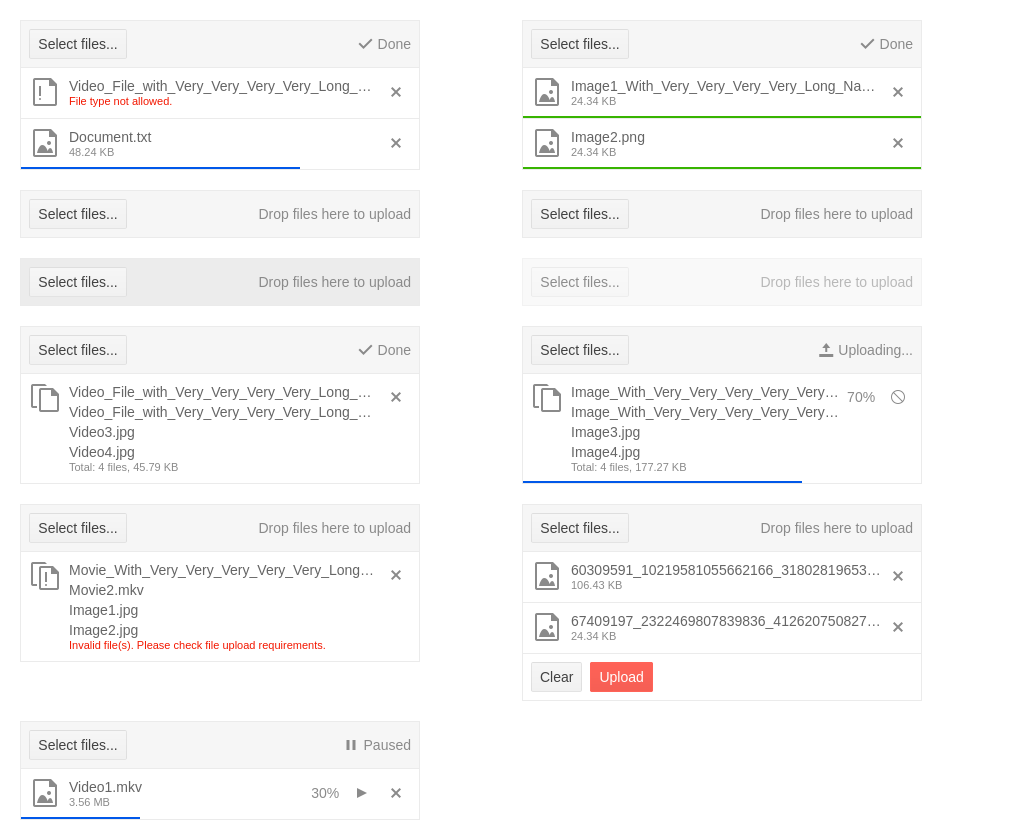 Select files...
Done
Video_File_with_Very_Very_Very_Very_Long_...
File type not allowed.
Document.txt
48.24 KB
Select files...
Done
Image1_With_Very_Very_Very_Very_Long_Na...
24.34 KB
Image2.png
24.34 KB
Select files...
Drop files here to upload
Select files...
Drop files here to upload
Select files...
Drop files here to upload
Select files...
Drop files here to upload
Select files...
Done
Video_File_with_Very_Very_Very_Very_Long_...
Video_File_with_Very_Very_Very_Very_Long_...
Video3.jpg
Video4.jpg
Total: 4 files, 45.79 KB
Select files...
Uploading...
Image_With_Very_Very_Very_Very_Very...
70%
Image_With_Very_Very_Very_Very_Very...
Image3.jpg
Image4.jpg
Total: 4 files, 177.27 KB
Select files...
Drop files here to upload
Movie_With_Very_Very_Very_Very_Very_Long...
Movie2.mkv
Image1.jpg
Image2.jpg
Invalid file(s). Please check file upload requirements.
Select files...
Drop files here to upload
60309591_10219581055662166_31802819653...
106.43 KB
67409197_2322469807839836_412620750827...
24.34 KB
Clear
Upload
Select files...
Paused
Video1.mkv
3.56 MB
30%